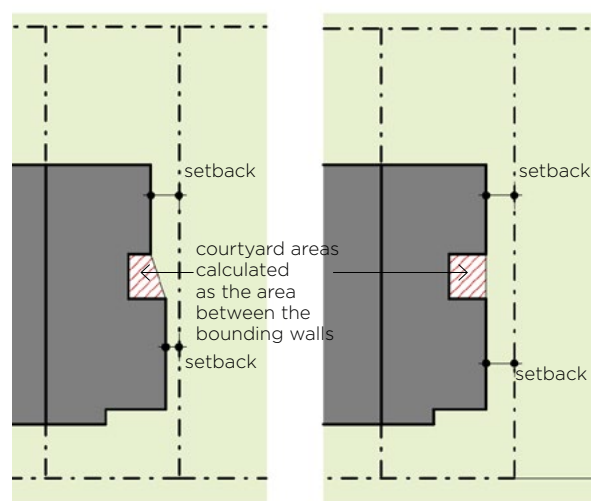 setback
setback
courtyard areas
calculated
as the area
between the
bounding walls
setback
setback